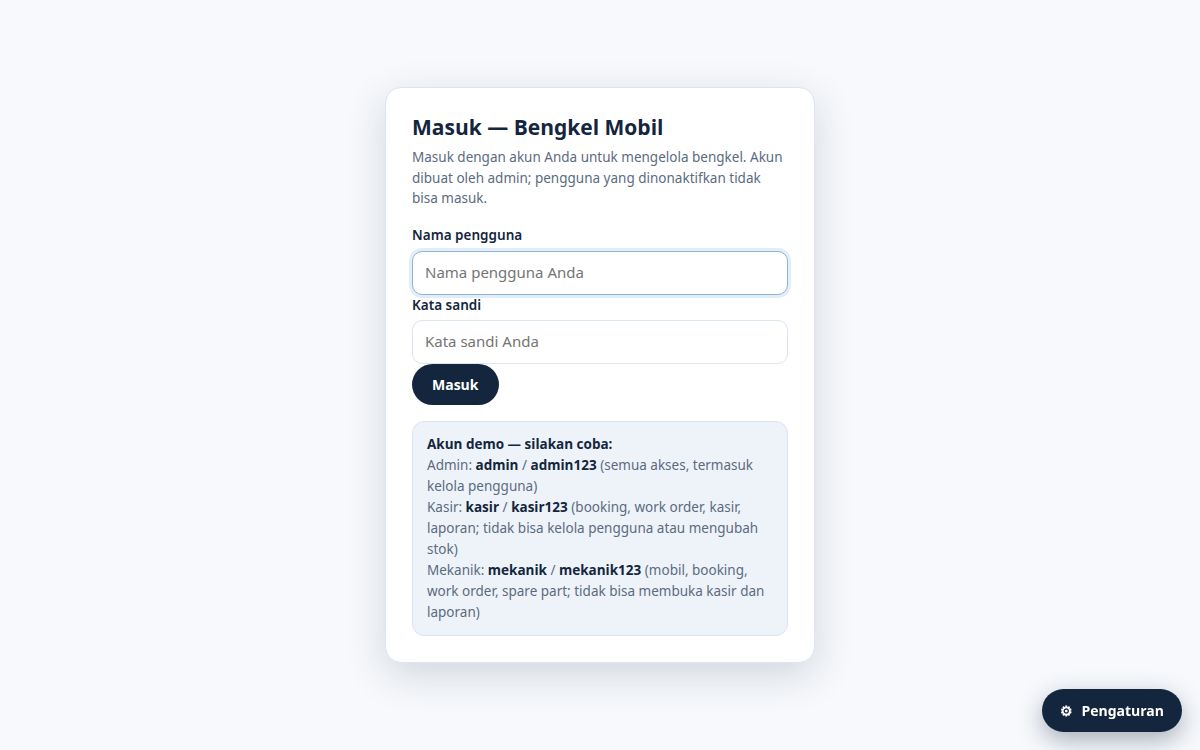 Masuk — Bengkel Mobil
Masuk dengan akun Anda untuk mengelola bengkel. Akun
dibuat oleh admin; pengguna yang dinonaktifkan tidak
bisa masuk.
Nama pengguna
Nama pengguna Anda
Kata sandi
Kata sandi Anda
Masuk
Akun demo — silakan coba:
Admin: admin / admin123 (semua akses, termasuk
kelola pengguna)
Kasir: kasir / kasir123 (booking, work order, kasir,
laporan; tidak bisa kelola pengguna atau mengubah
stok)
Mekanik: mekanik / mekanik123 (mobil, booking,
work order, spare part; tidak bisa membuka kasir dan
laporan)
⚙ Pengaturan